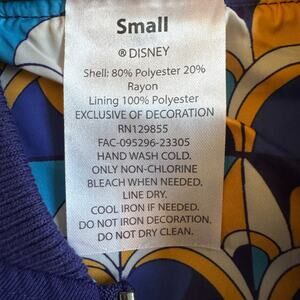 Small
® DISNEY
Shell: 80% Polyester 20%
Rayon
Lining 100% Polyester
EXCLUSIVE OF DECORATION
RN129855
FAC-095296-23305
HAND WASH COLD.
ONLY NON-CHLORINE
BLEACH WHEN NEEDED.
LINE DRY.
COOL IRON IF NEEDED.
DO NOT IRON DECORATION.
DO NOT DRY CLEAN.